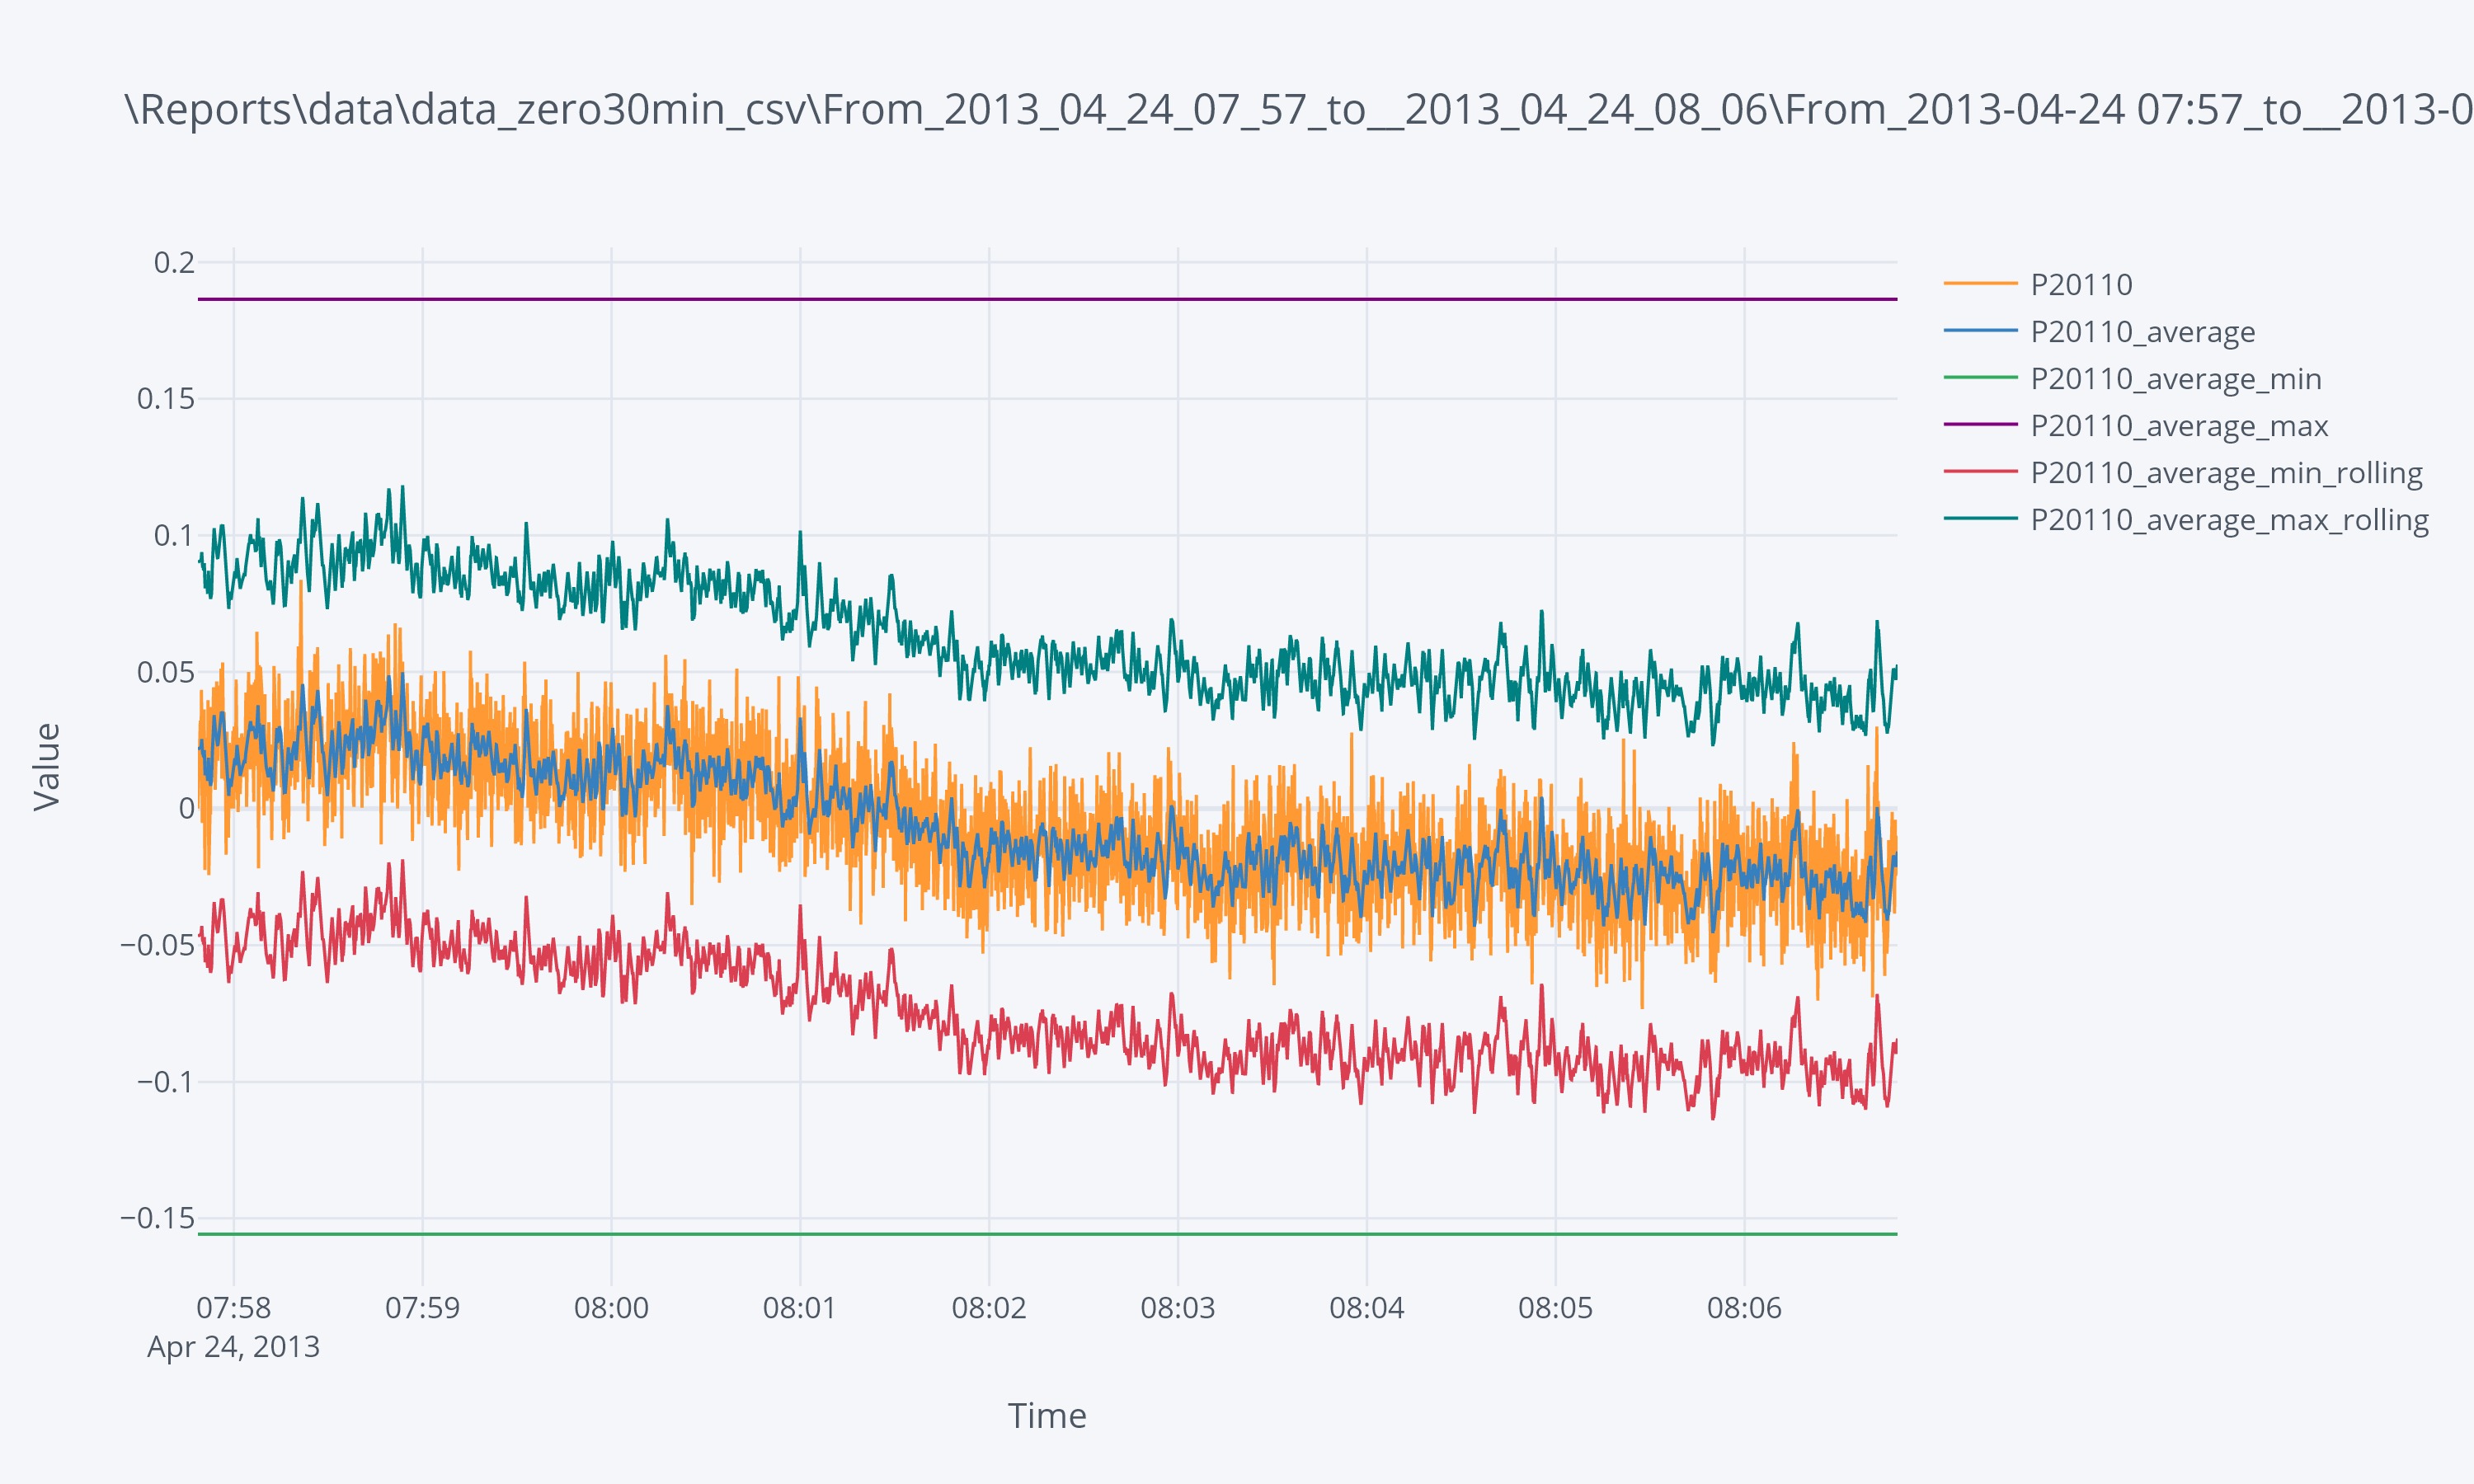 \Reports\data\data_zero30min_csv\From_2013_04_24_07_57_to__2013_04_24_08_06\From_2013-04-24 07:57_to__2013-0
0.2
0.15
0.1
0.05
0
−0.05
−0.1
−0.15
Value
07:58
Apr 24, 2013
07:59
08:00
08:01
08:02
08:03
08:04
08:05
08:06
Time
P20110
P20110_average
P20110_average_min
P20110_average_max
P20110_average_min_rolling
P20110_average_max_rolling